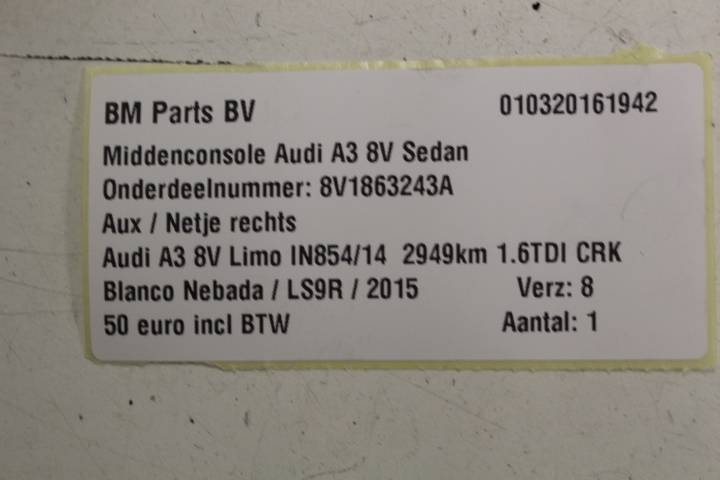 BM Parts BV 010320161942
Middenconsole Audi A3 8V Sedan
Onderdeelnummer: 8V1863243A
Aux / Netje rechts
Audi A3 8V Limo IN854/14 2949km 1.6TDI CRK
Blanco Nebada / LS9R / 2015 Verz: 8
50 euro incl BTW Aantal: 1